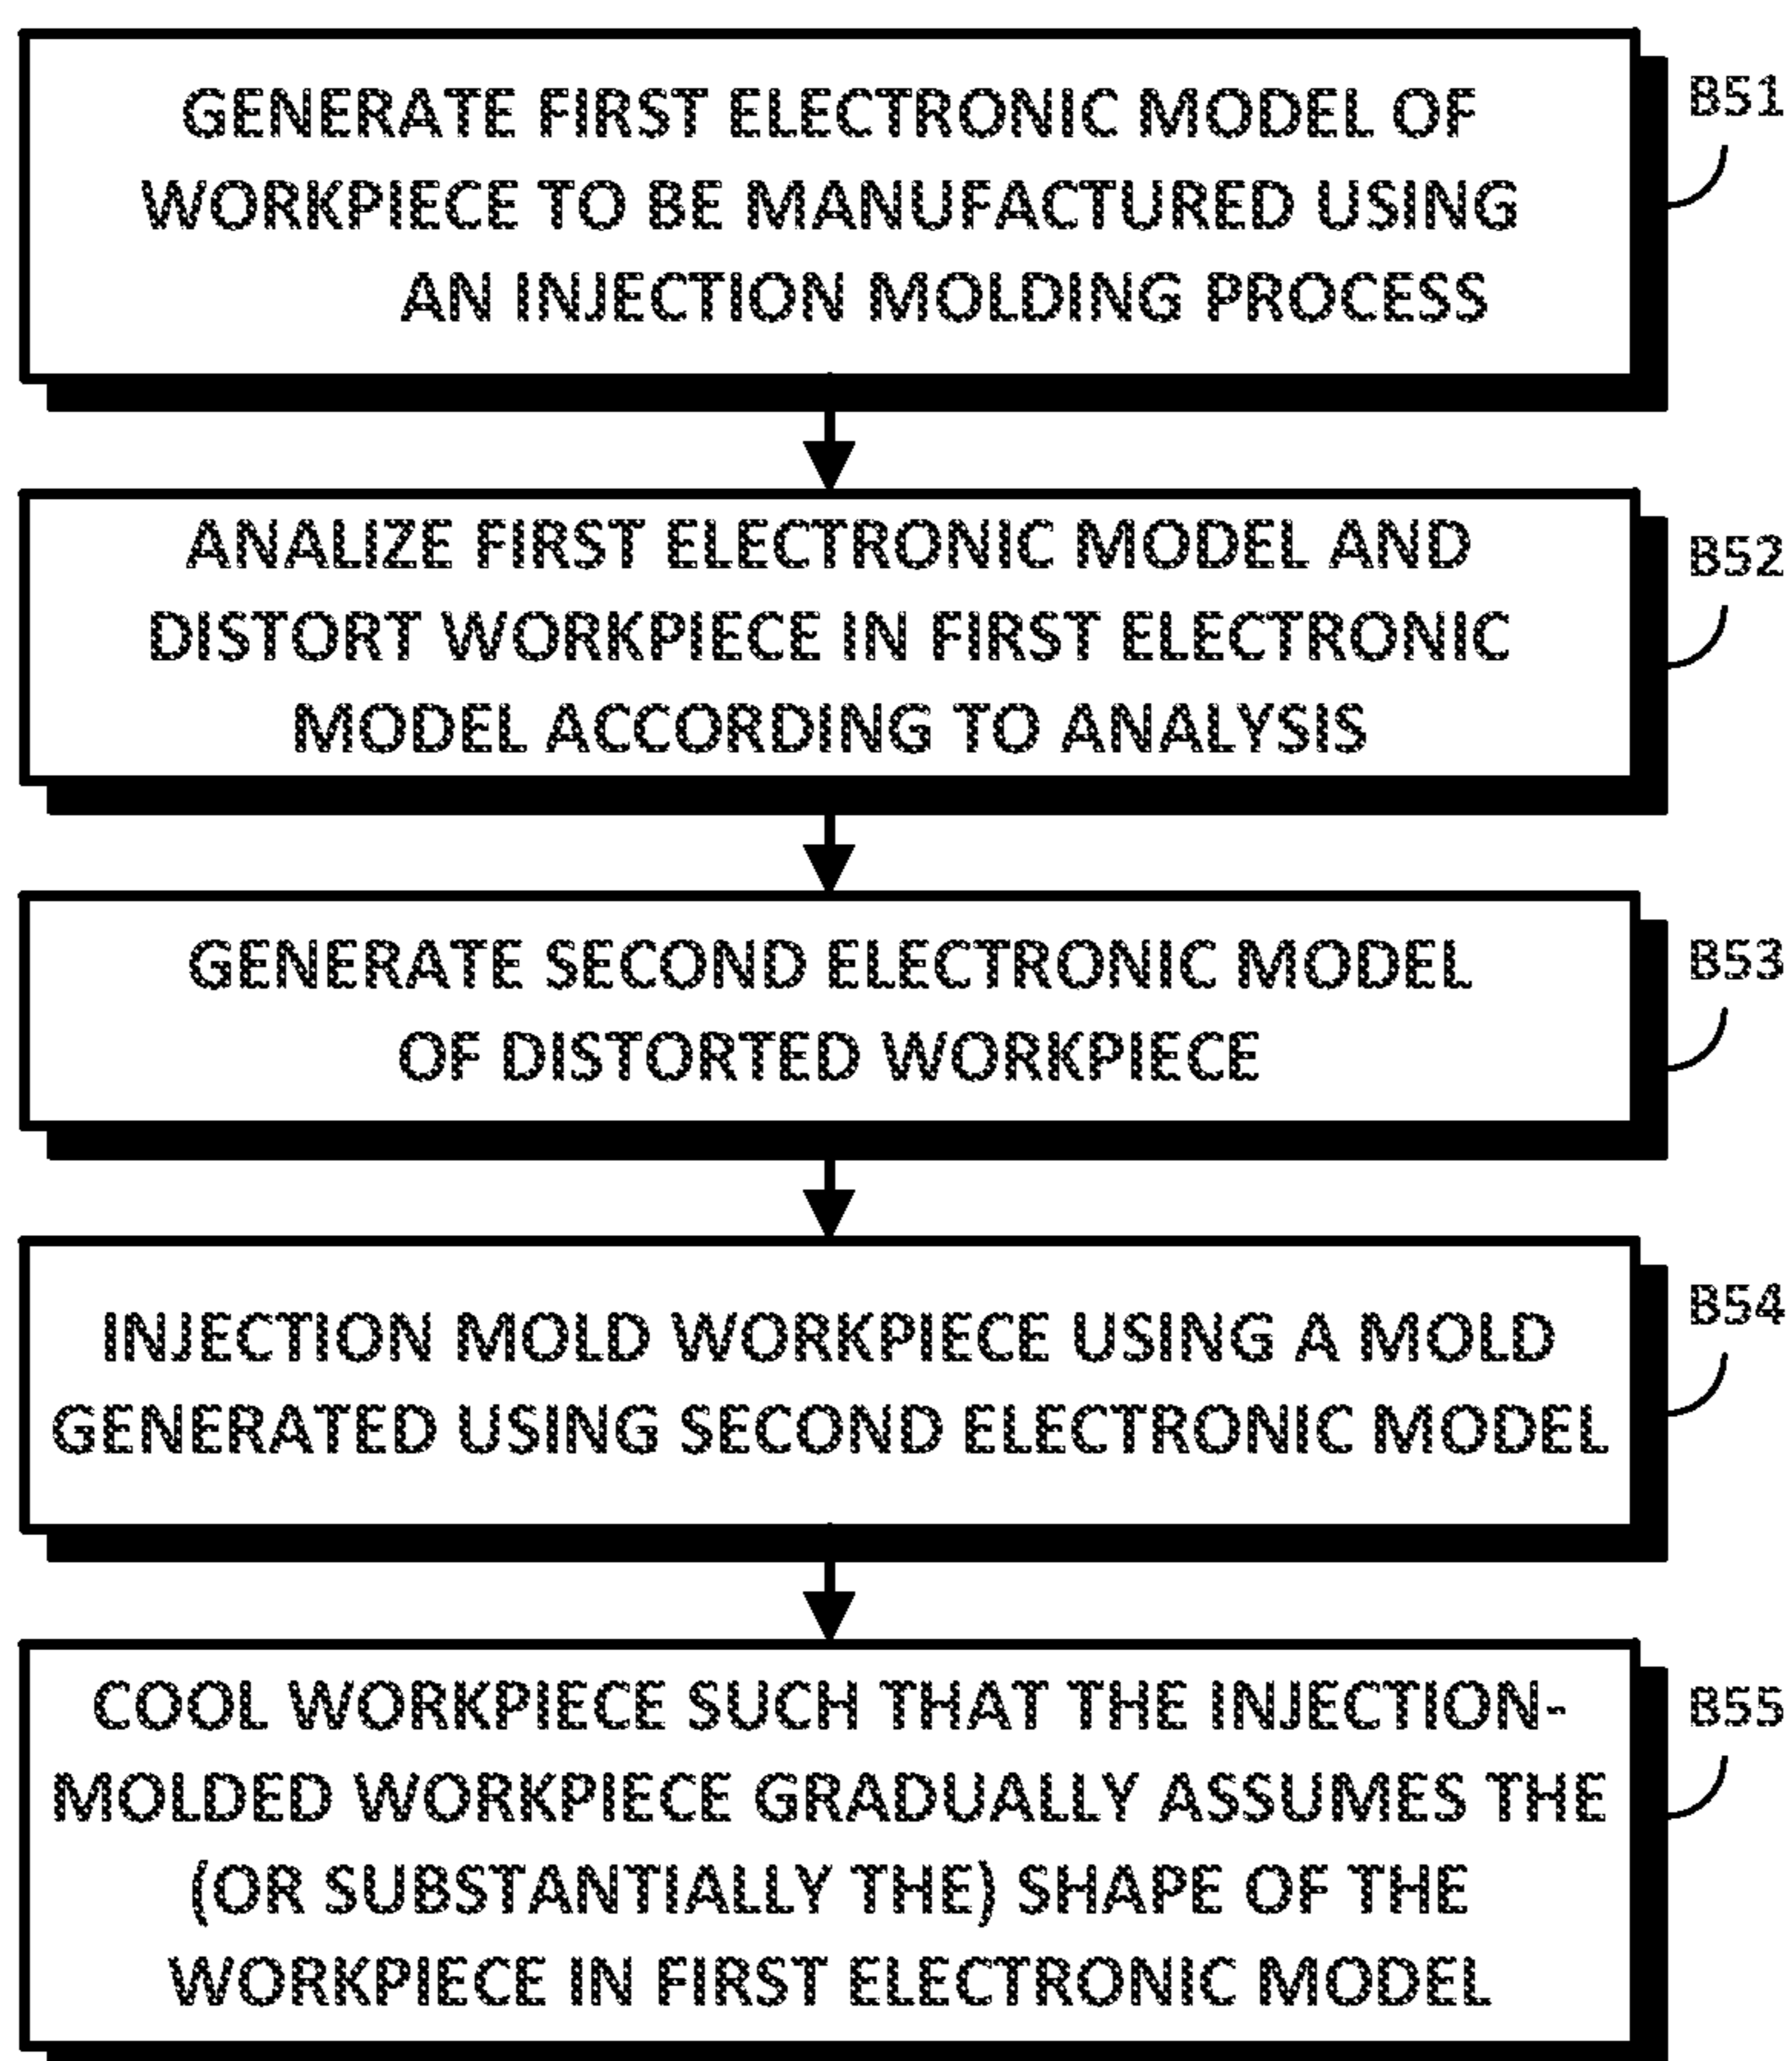 GENERATE FIRST ELECTRONIC MODEL OF
WORKPIECE TO BE MANUFACTURED USING
AN INJECTION MOLDING PROCESS
B51
ANALIZE FIRST ELECTRONIC MODEL AND
DISTORT WORKPIECE IN FIRST ELECTRONIC
MODEL ACCORDING TO ANALYSIS
B52
GENERATE SECOND ELECTRONIC MODEL
OF DISTORTED WORKPIECE
B53
INJECTION MOLD WORKPIECE USING A MOLD
GENERATED USING SECOND ELECTRONIC MODEL
B54
COOL WORKPIECE SUCH THAT THE INJECTION-
MOLDED WORKPIECE GRADUALLY ASSUMES THE
(OR SUBSTANTIALLY THE) SHAPE OF THE
WORKPIECE IN FIRST ELECTRONIC MODEL
B55